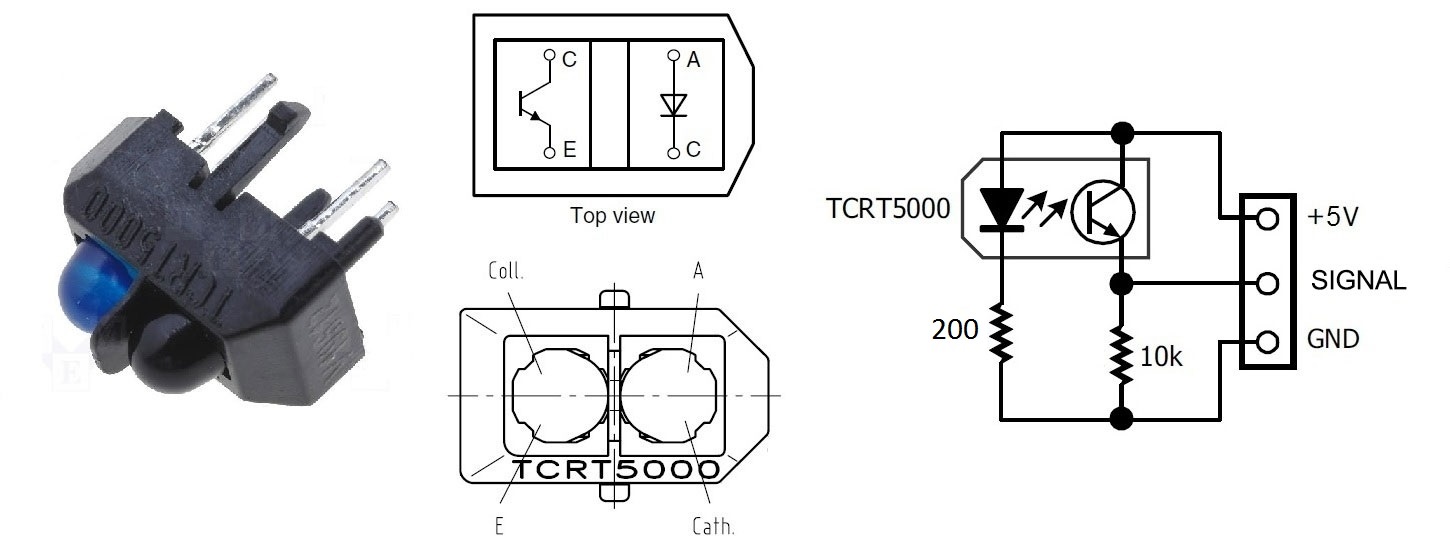 TCRT5000
E
C
A
E
C
Top view
Coll.
A
TCRT5000
E
Cath.
TCRT5000
+5V
SIGNAL
200
10k
GND